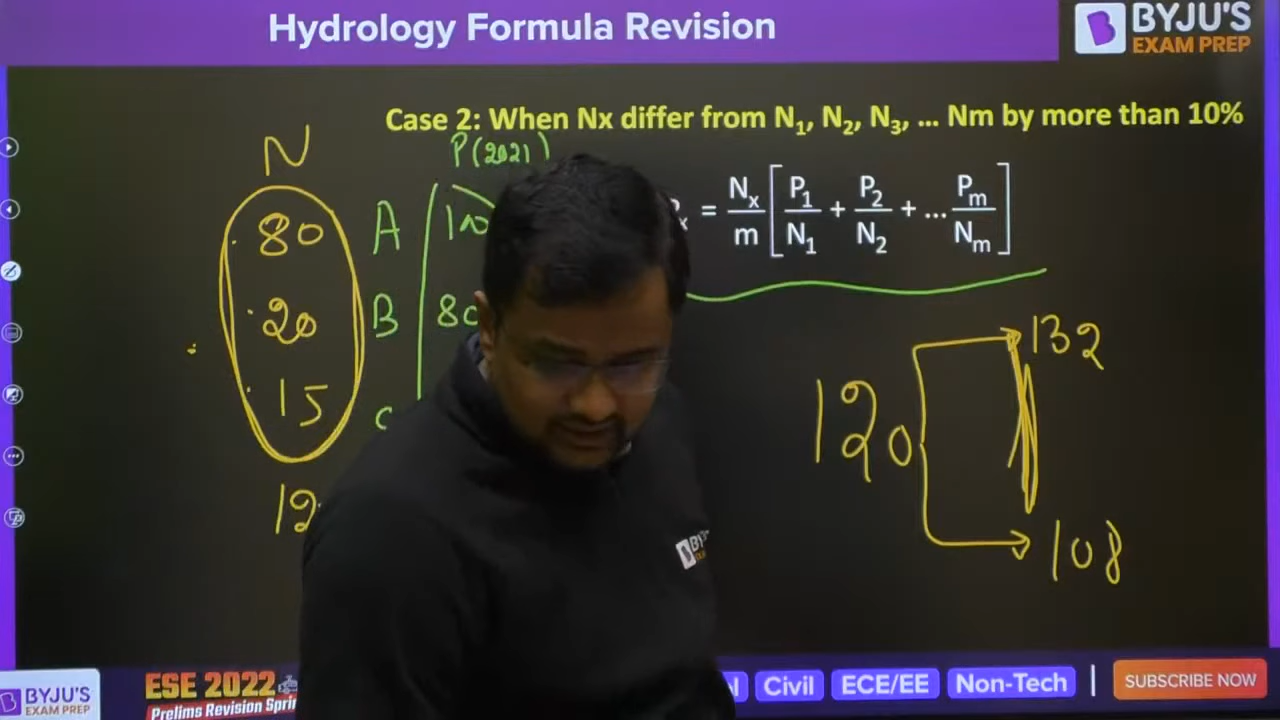 Hydrology Formula Revision
BYJU'S
EXAM PREP
Case 2: When Nx differ from N1, N2, N3, ... Nm by more than 10%
N
P(2021)
= Nx/m [P1/N1 + P2/N2 + ... Pm/Nm]
80 A
20 B 80
15
120
132
108
BYJU'S
EXAM PREP
ESE 2022
Prelims Revision
Civil
ECE/EE
Non-Tech
SUBSCRIBE NOW